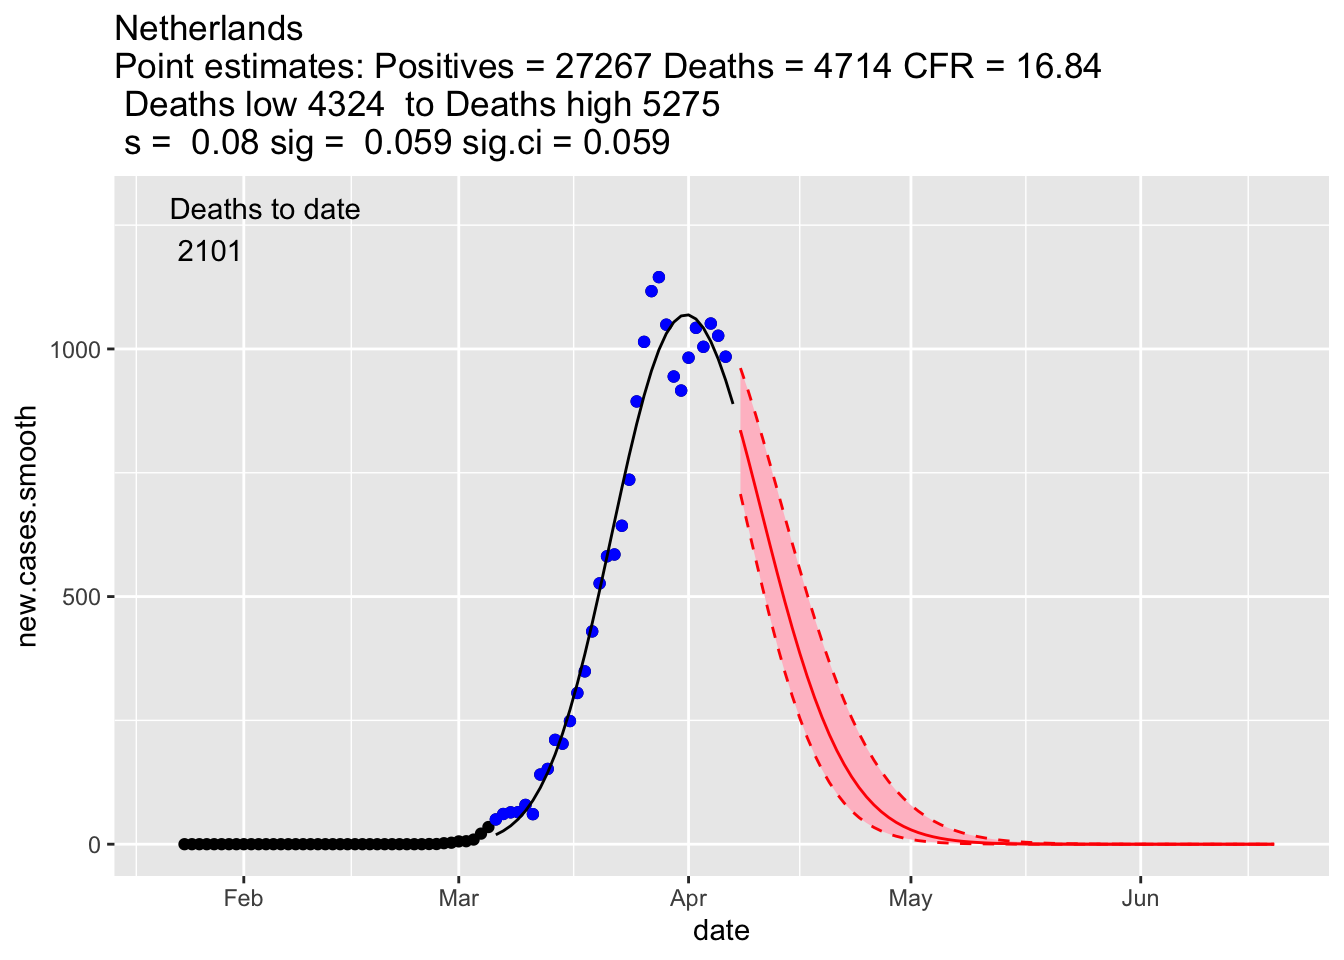 Netherlands
Point estimates: Positives = 27267 Deaths = 4714 CFR = 16.84
Deaths low 4324  to Deaths high 5275
s =  0.08 sig =  0.059 sig.ci = 0.059
Deaths to date
2101
1000
500
0
new.cases.smooth
Feb Mar Apr May Jun
date